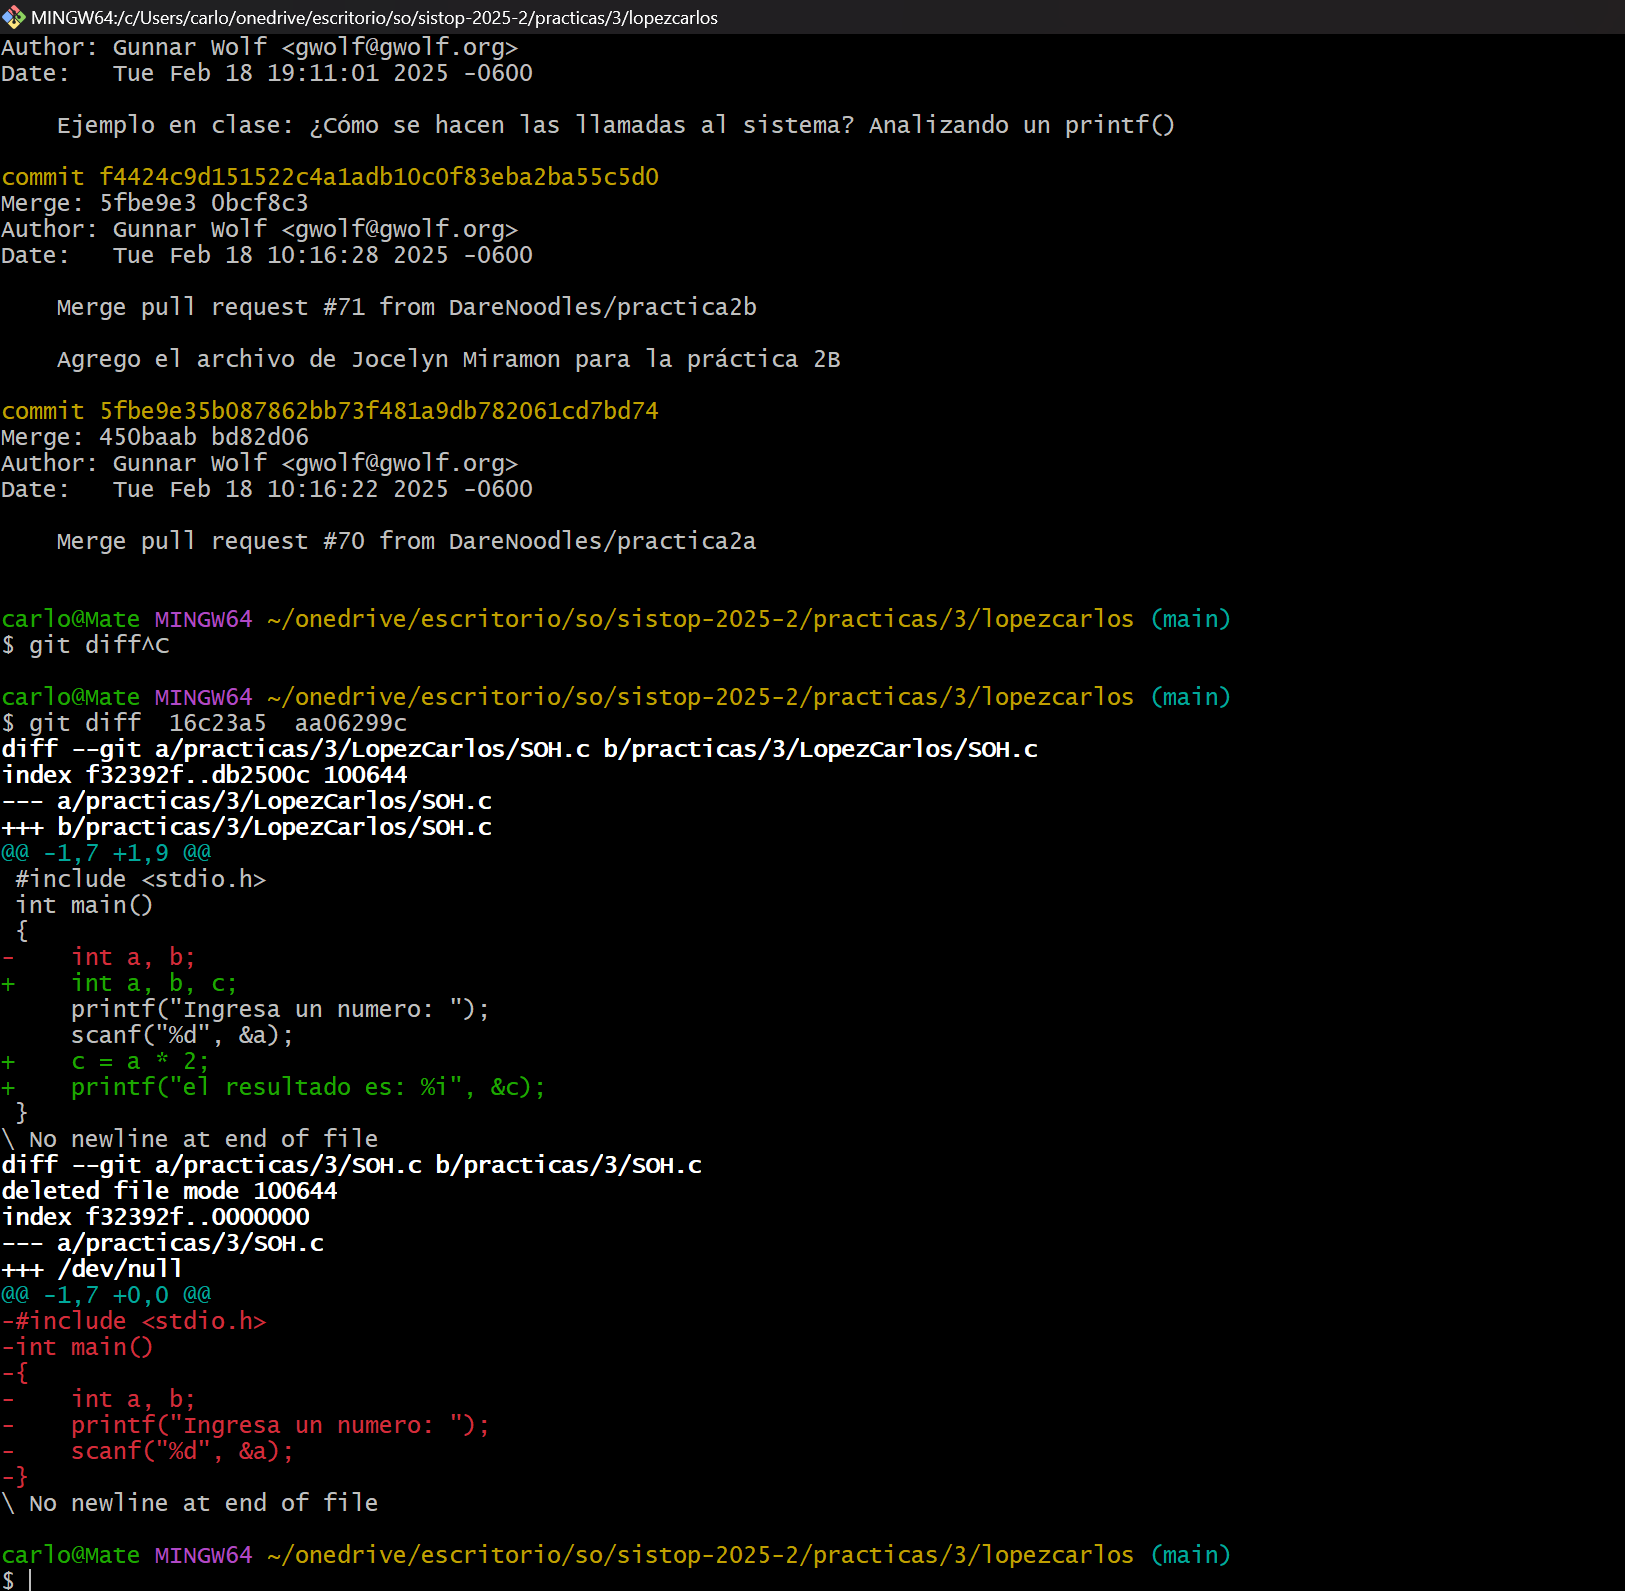 MINGW64:/c/Users/carlo/onedrive/escritorio/so/sistop-2025-2/practicas/3/lopezcarlos
Author: Gunnar Wolf <gwolf@gwolf.org>
Date:   Tue Feb 18 19:11:01 2025 -0600
    Ejemplo en clase: ¿Cómo se hacen las llamadas al sistema? Analizando un printf()
commit f4424c9d151522c4a1adb10c0f83eba2ba55c5d0
Merge: 5fbe9e3 0bcf8c3
Author: Gunnar Wolf <gwolf@gwolf.org>
Date:   Tue Feb 18 10:16:28 2025 -0600
    Merge pull request #71 from DareNoodles/practica2b
    Agrego el archivo de Jocelyn Miramon para la práctica 2B
commit 5fbe9e35b087862bb73f481a9db782061cd7bd74
Merge: 450baab bd82d06
Author: Gunnar Wolf <gwolf@gwolf.org>
Date:   Tue Feb 18 10:16:22 2025 -0600
    Merge pull request #70 from DareNoodles/practica2a
carlo@Mate MINGW64 ~/onedrive/escritorio/so/sistop-2025-2/practicas/3/lopezcarlos (main)
$ git diff^C
carlo@Mate MINGW64 ~/onedrive/escritorio/so/sistop-2025-2/practicas/3/lopezcarlos (main)
$ git diff  16c23a5  aa06299c
diff --git a/practicas/3/LopezCarlos/SOH.c b/practicas/3/LopezCarlos/SOH.c
index f32392f..db2500c 100644
--- a/practicas/3/LopezCarlos/SOH.c
+++ b/practicas/3/LopezCarlos/SOH.c
@@ -1,7 +1,9 @@
 #include <stdio.h>
 int main()
 {
-    int a, b;
+    int a, b, c;
     printf("Ingresa un numero: ");
     scanf("%d", &a);
+    c = a * 2;
+    printf("el resultado es: %i", &c);
 }
\ No newline at end of file
diff --git a/practicas/3/SOH.c b/practicas/3/SOH.c
deleted file mode 100644
index f32392f..0000000
--- a/practicas/3/SOH.c
+++ /dev/null
@@ -1,7 +0,0 @@
-#include <stdio.h>
-int main()
-{
-    int a, b;
-    printf("Ingresa un numero: ");
-    scanf("%d", &a);
-}
\ No newline at end of file
carlo@Mate MINGW64 ~/onedrive/escritorio/so/sistop-2025-2/practicas/3/lopezcarlos (main)
$